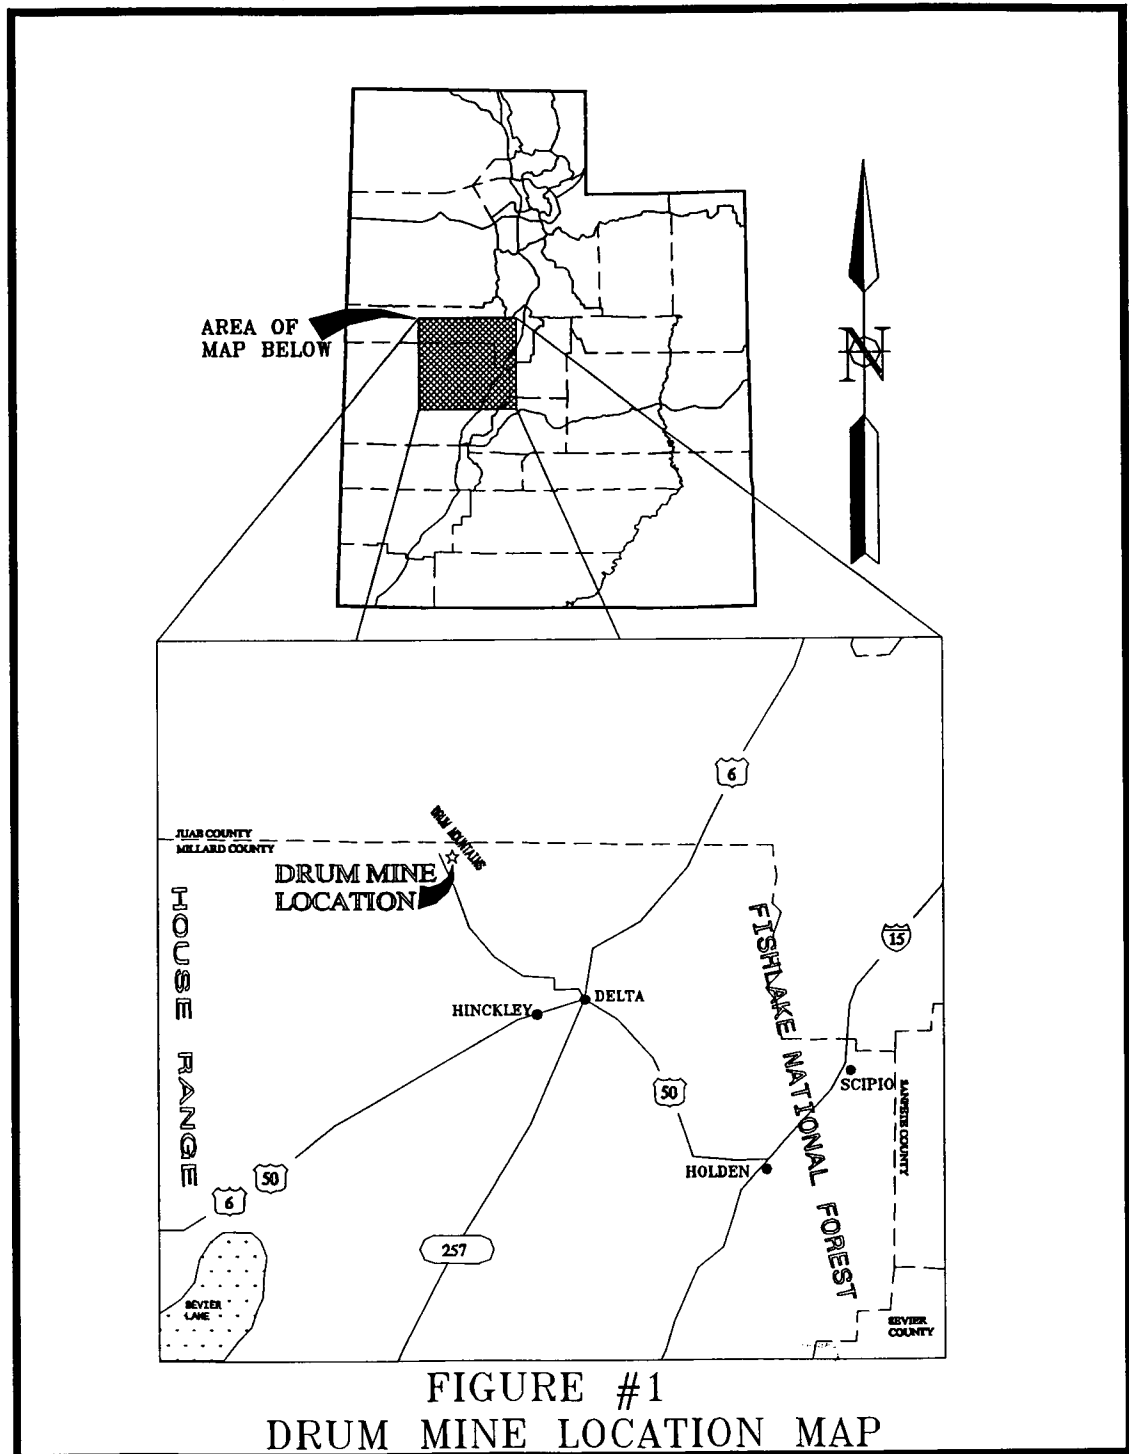 AREA OF
MAP BELOW
N
6
JUAB COUNTY
MILLARD COUNTY
DRUM MOUNTAINS
DRUM MINE
LOCATION
HOUSE RANGE
FISHLAKE NATIONAL FOREST
15
DELTA
HINCKLEY
SCIPIO
50
SANPETE COUNTY
HOLDEN
50
6
257
SEVIER
LAKE
SEVIER
COUNTY
FIGURE #1
DRUM MINE LOCATION MAP